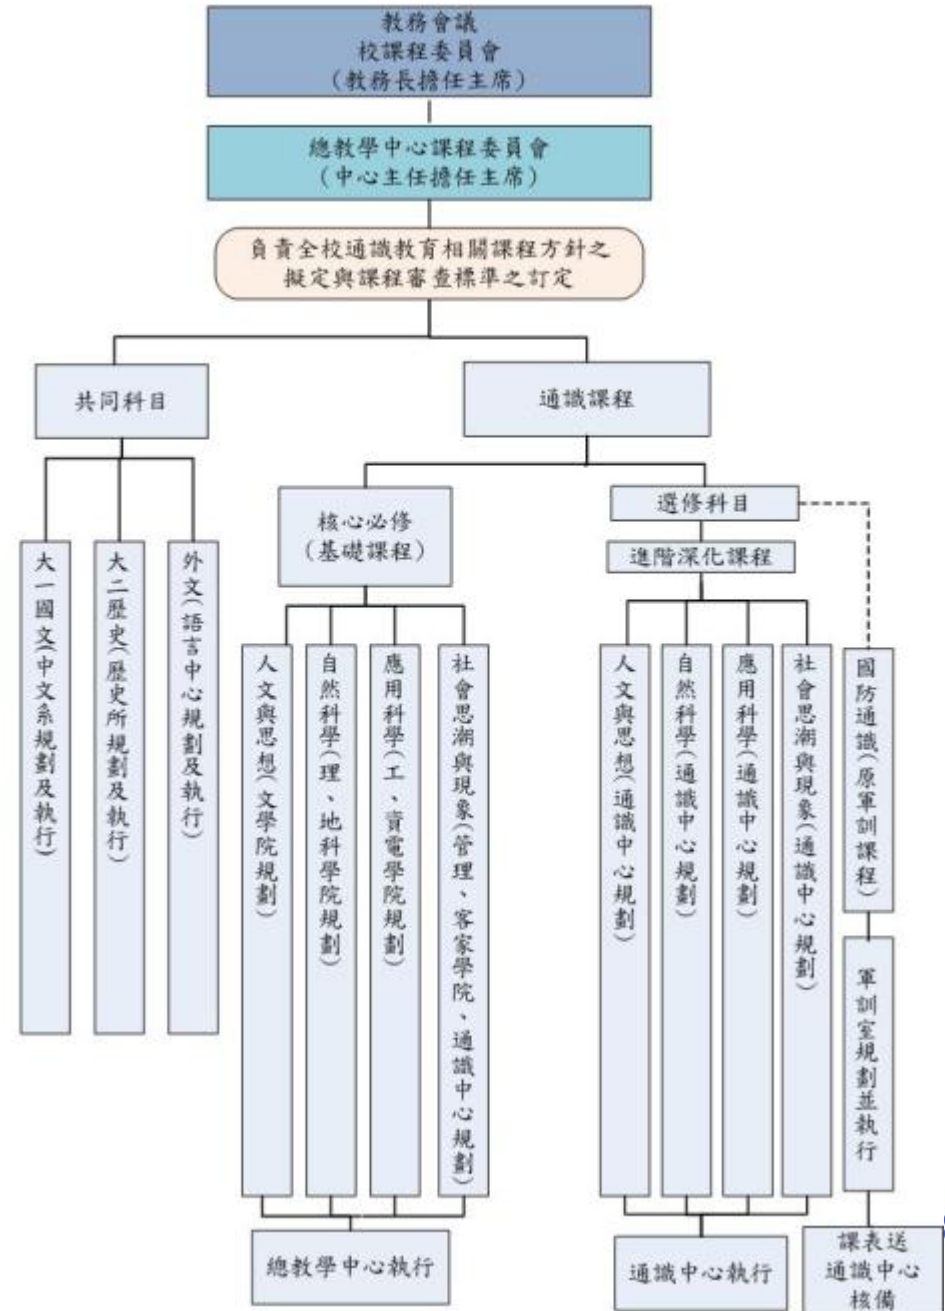 教務會議
校課程委員會
(教務長擔任主席)
總教學中心課程委員會
(中心主任擔任主席)
負責全校通識教育相關課程方針之
擬定與課程審查標準之訂定
共同科目
通識課程
大一國文(中文系規劃及執行)
大二歷史(歷史所規劃及執行)
外文(語言中心規劃及執行)
核心必修
(基礎課程)
選修科目
進階深化課程
人文與思想(文學院規劃)
自然科學(理、地科學院規劃)
應用科學(工、資電學院規劃)
社會思潮與現象(管理、客家學院、通識中心規劃)
人文與思想(通識中心規劃)
自然科學(通識中心規劃)
應用科學(通識中心規劃)
社會思潮與現象(通識中心規劃)
國防通識(原軍訓課程)
軍訓室規劃並執行
總教學中心執行
通識中心執行
課表送
通識中心
核備